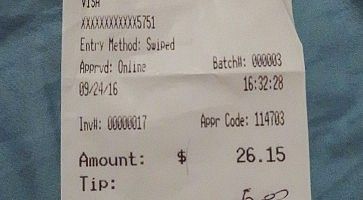 VISA
XXXXXXXXXXXX5751
Entry Method: Swiped
Apprvd: Online Batch#: 000003
09/24/16 16:32:28
Inv#: 00000017 Appr Code: 114703
Amount: $ 26.15
Tip: